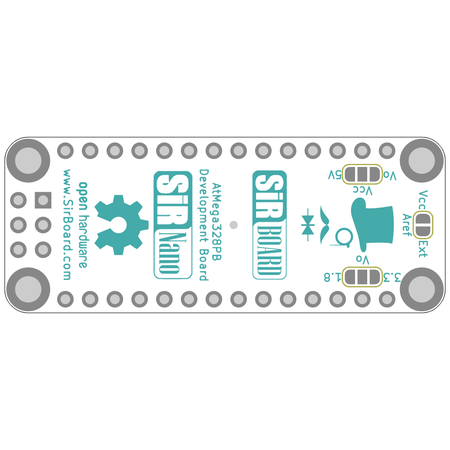 www.SirBoard.com
open hardware
SiR Nano
Development Board
AtMega328PB
SiR BOARD
5V
Vo
Vcc
Vcc
Aref
Ext
Vo
1.8
3.3